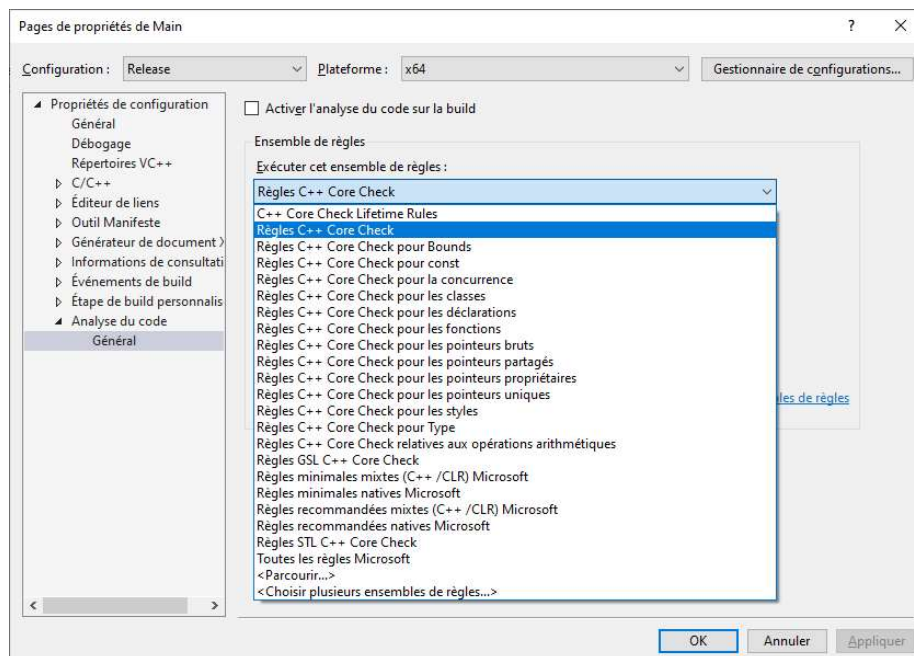 Pages de propriétés de Main
?
Configuration :
Release
Plateforme :
x64
Gestionnaire de configurations...
Propriétés de configuration
Général
Débogage
Répertoires VC++
C/C++
Éditeur de liens
Outil Manifeste
Générateur de document
Informations de consultati
Événements de build
Étape de build personnalis
Analyse du code
Général
Activer l'analyse du code sur la build
Ensemble de règles
Exécuter cet ensemble de règles :
Règles C++ Core Check
C++ Core Check Lifetime Rules
Règles C++ Core Check
Règles C++ Core Check pour Bounds
Règles C++ Core Check pour const
Règles C++ Core Check pour la concurrence
Règles C++ Core Check pour les classes
Règles C++ Core Check pour les déclarations
Règles C++ Core Check pour les fonctions
Règles C++ Core Check pour les pointeurs bruts
Règles C++ Core Check pour les pointeurs partagés
Règles C++ Core Check pour les pointeurs propriétaires
Règles C++ Core Check pour les pointeurs uniques
Règles C++ Core Check pour les styles
Règles C++ Core Check pour Type
Règles C++ Core Check relatives aux opérations arithmétiques
Règles GSL C++ Core Check
Règles minimales mixtes (C++ /CLR) Microsoft
Règles minimales natives Microsoft
Règles recommandées mixtes (C++ /CLR) Microsoft
Règles recommandées natives Microsoft
Règles STL C++ Core Check
Toutes les règles Microsoft
<Parcourir...>
<Choisir plusieurs ensembles de règles...>
de règles
OK
Annuler
Appliquer